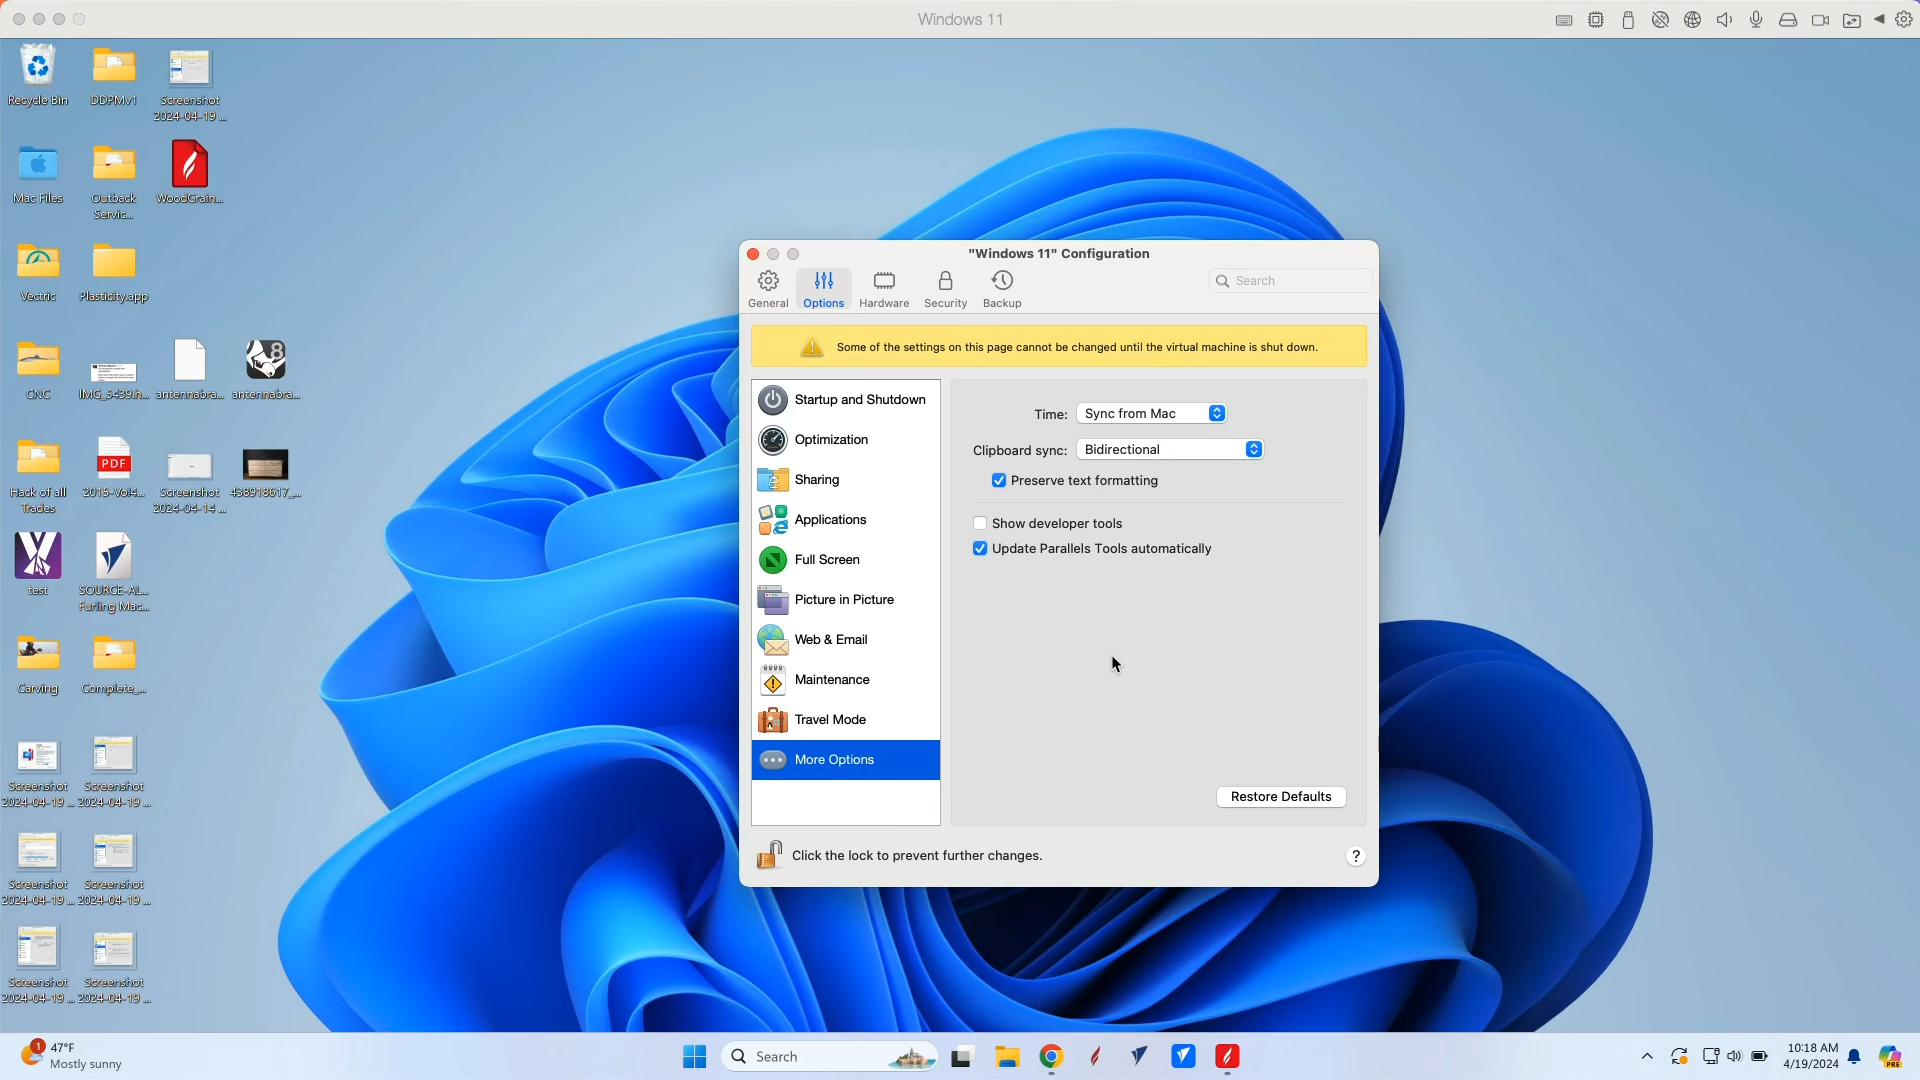 Windows 11
Recycle Bin
DDPMv1
Screenshot
2024-04-19 ...
Mac Files
Outback
Servic...
WoodGrain...
Vectric
Plasticity.app
CNC
IMG_5439.h...
antennabra...
antennabra...
Hack of all
Trades
PDF
2015-Vol4...
Screenshot
2024-04-14 ...
438918617_...
test
SOURCE-AL...
Furling Mac...
Carving
Complete_...
Screenshot
2024-04-19 ...
Screenshot
2024-04-19 ...
Screenshot
2024-04-19 ...
Screenshot
2024-04-19 ...
Screenshot
2024-04-19 ...
Screenshot
2024-04-19 ...
"Windows 11" Configuration
General
Options
Hardware
Security
Backup
Search
Some of the settings on this page cannot be changed until the virtual machine is shut down.
Startup and Shutdown
Optimization
Sharing
Applications
Full Screen
Picture in Picture
Web & Email
Maintenance
Travel Mode
More Options
Time: Sync from Mac
Clipboard sync: Bidirectional
Preserve text formatting
Show developer tools
Update Parallels Tools automatically
Restore Defaults
Click the lock to prevent further changes.
?
1
47°F
Mostly sunny
Search
10:18 AM
4/19/2024
PRE